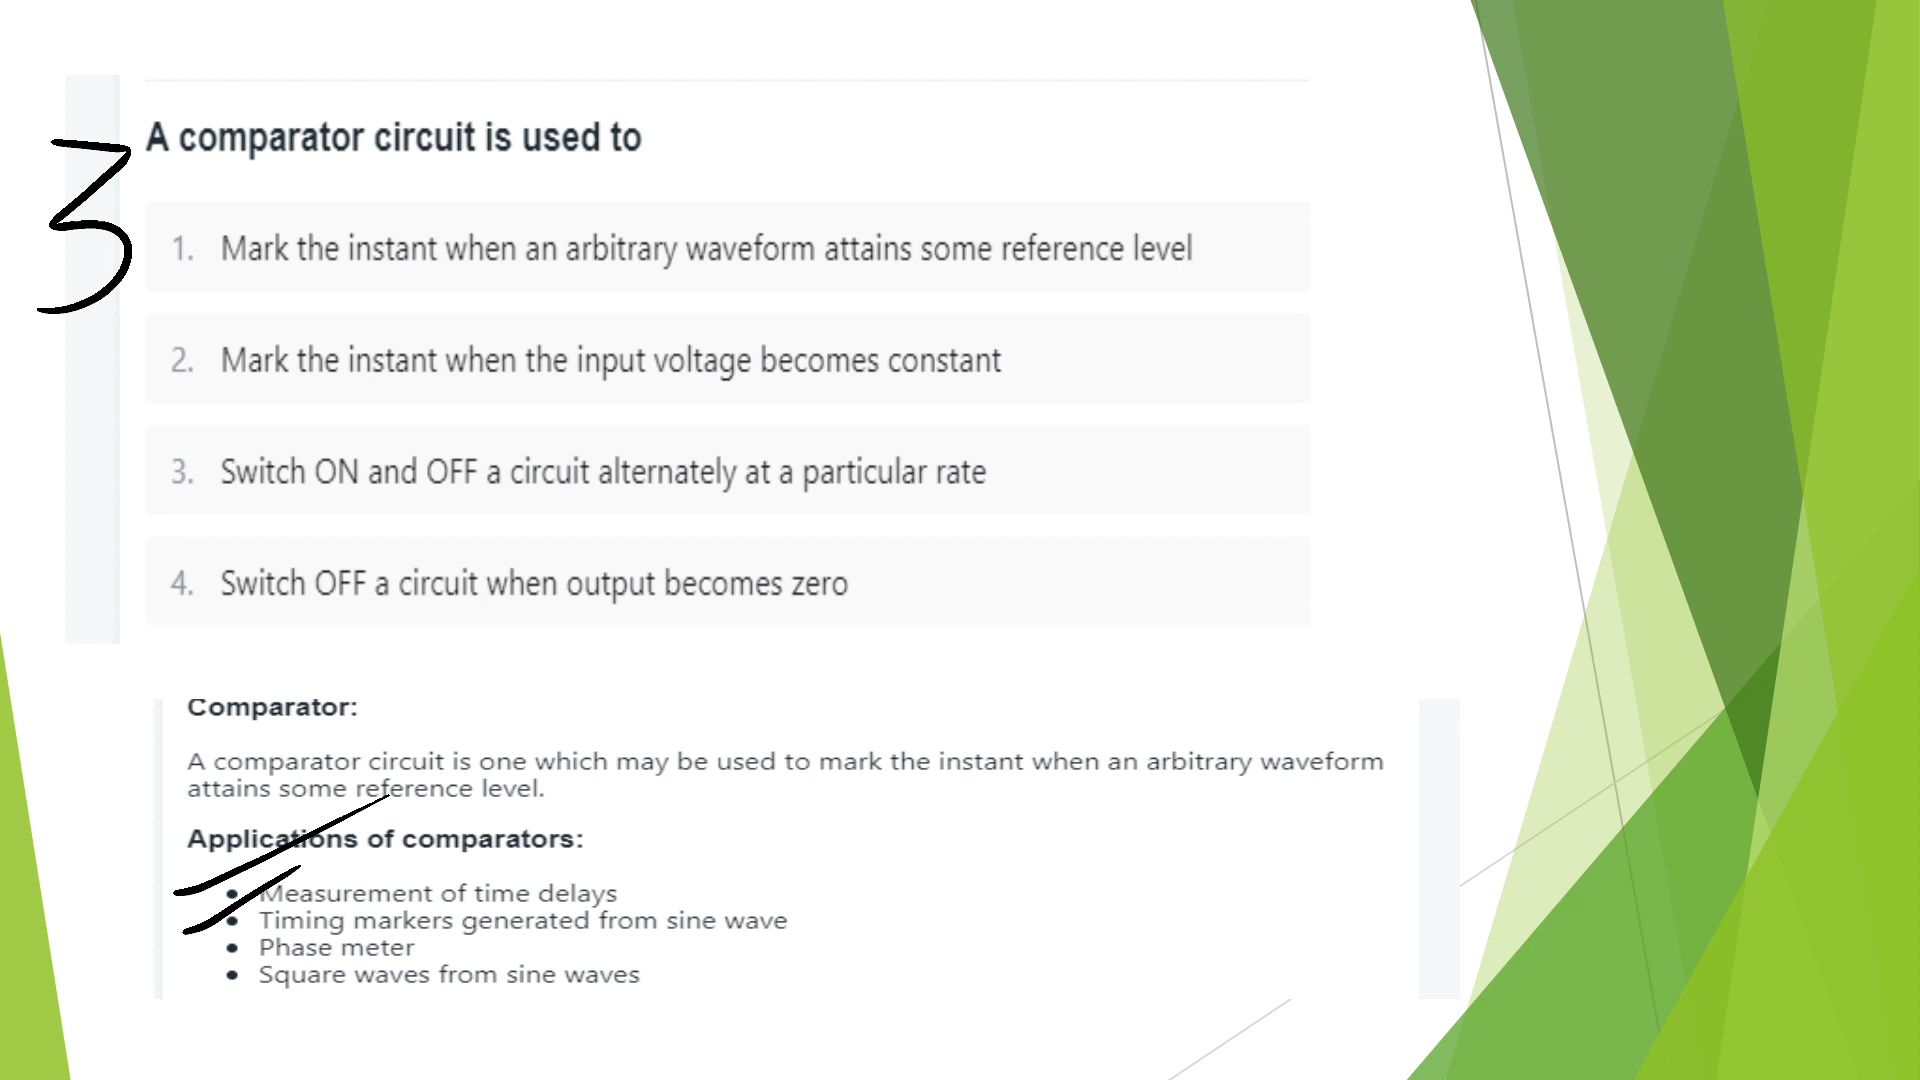 3
A comparator circuit is used to
1. Mark the instant when an arbitrary waveform attains some reference level
2. Mark the instant when the input voltage becomes constant
3. Switch ON and OFF a circuit alternately at a particular rate
4. Switch OFF a circuit when output becomes zero
Comparator:
A comparator circuit is one which may be used to mark the instant when an arbitrary waveform
attains some reference level.
Applications of comparators:
• Measurement of time delays
• Timing markers generated from sine wave
• Phase meter
• Square waves from sine waves